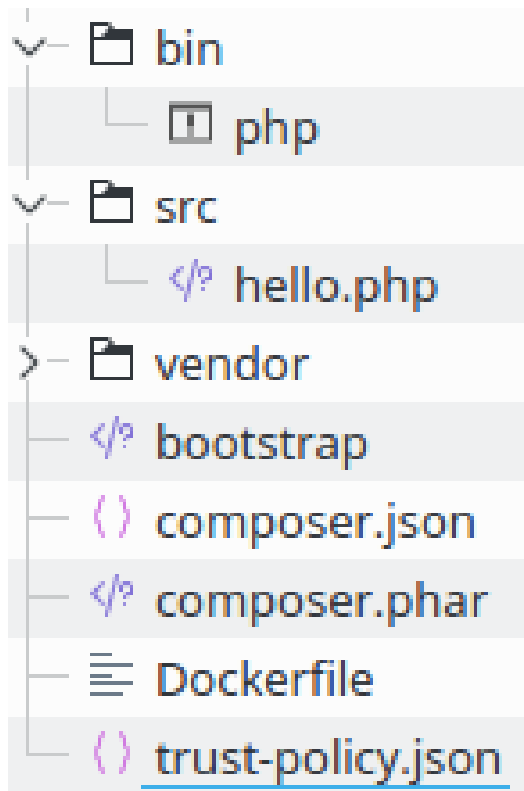 bin
php
src
hello.php
vendor
bootstrap
composer.json
composer.phar
Dockerfile
trust-policy.json